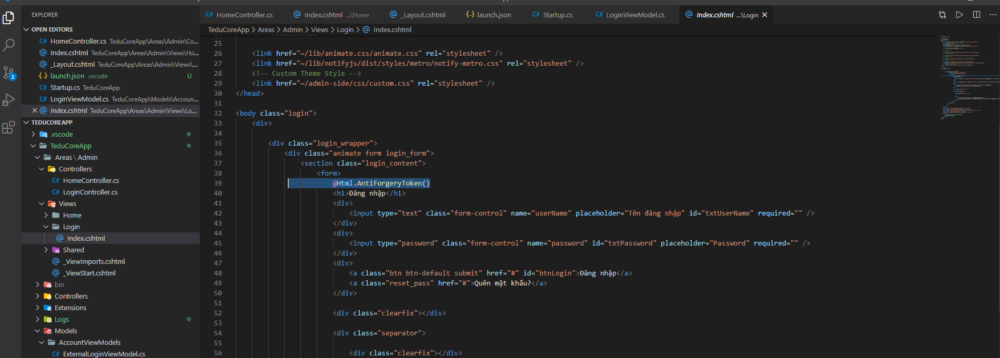 EXPLORER
OPEN EDITORS
C# HomeController.cs TeduCoreApp\Areas\Admin\Co...
@ Index.cshtml TeduCoreApp\Areas\Admin\Views\Ho...
@ _Layout.cshtml TeduCoreApp\Areas\Admin\Views\...
{..} launch.json .vscode U
C# Startup.cs TeduCoreApp
C# LoginViewModel.cs TeduCoreApp\Models\Accoun...
@ Index.cshtml TeduCoreApp\Areas\Admin\Views\Lo...
3
TEDUCOREAPP
.vscode
TeduCoreApp
Areas \ Admin
Controllers
C# HomeController.cs
C# LoginController.cs
Views
Home
Login
@ Index.cshtml
Shared
@ _ViewImports.cshtml
@ _ViewStart.cshtml
bin
Controllers
Extensions
Logs
Models
AccountViewModels
C# ExternalLoginViewModel.cs
C# HomeController.cs @ Index.cshtml ...\Home @ _Layout.cshtml {..} launch.json C# Startup.cs C# LoginViewModel.cs @ Index.cshtml ...\Login
TeduCoreApp > Areas > Admin > Views > Login > @ Index.cshtml
25
26 <link href="~/lib/animate.css/animate.css" rel="stylesheet" />
27 <link href="~/lib/notifyjs/dist/styles/metro/notify-metro.css" rel="stylesheet" />
28 <!-- Custom Theme Style -->
29 <link href="~/admin-side/css/custom.css" rel="stylesheet" />
30 </head>
31
32 <body class="login">
33 <div>
34
35 <div class="login_wrapper">
36 <div class="animate form login_form">
37 <section class="login_content">
38 <form>
39 @Html.AntiForgeryToken()
40 <h1>Đăng nhập</h1>
41 <div>
42 <input type="text" class="form-control" name="userName" placeholder="Tên đăng nhập" id="txtUserName" required="" />
43 </div>
44 <div>
45 <input type="password" class="form-control" name="password" id="txtPassword" placeholder="Password" required="" />
46 </div>
47 <div>
48 <a class="btn btn-default submit" href="#" id="btnLogin">Đăng nhập</a>
49 <a class="reset_pass" href="#">Quên mật khẩu?</a>
50 </div>
51
52 <div class="clearfix"></div>
53
54 <div class="separator">
55
56 <div class="clearfix"></div>